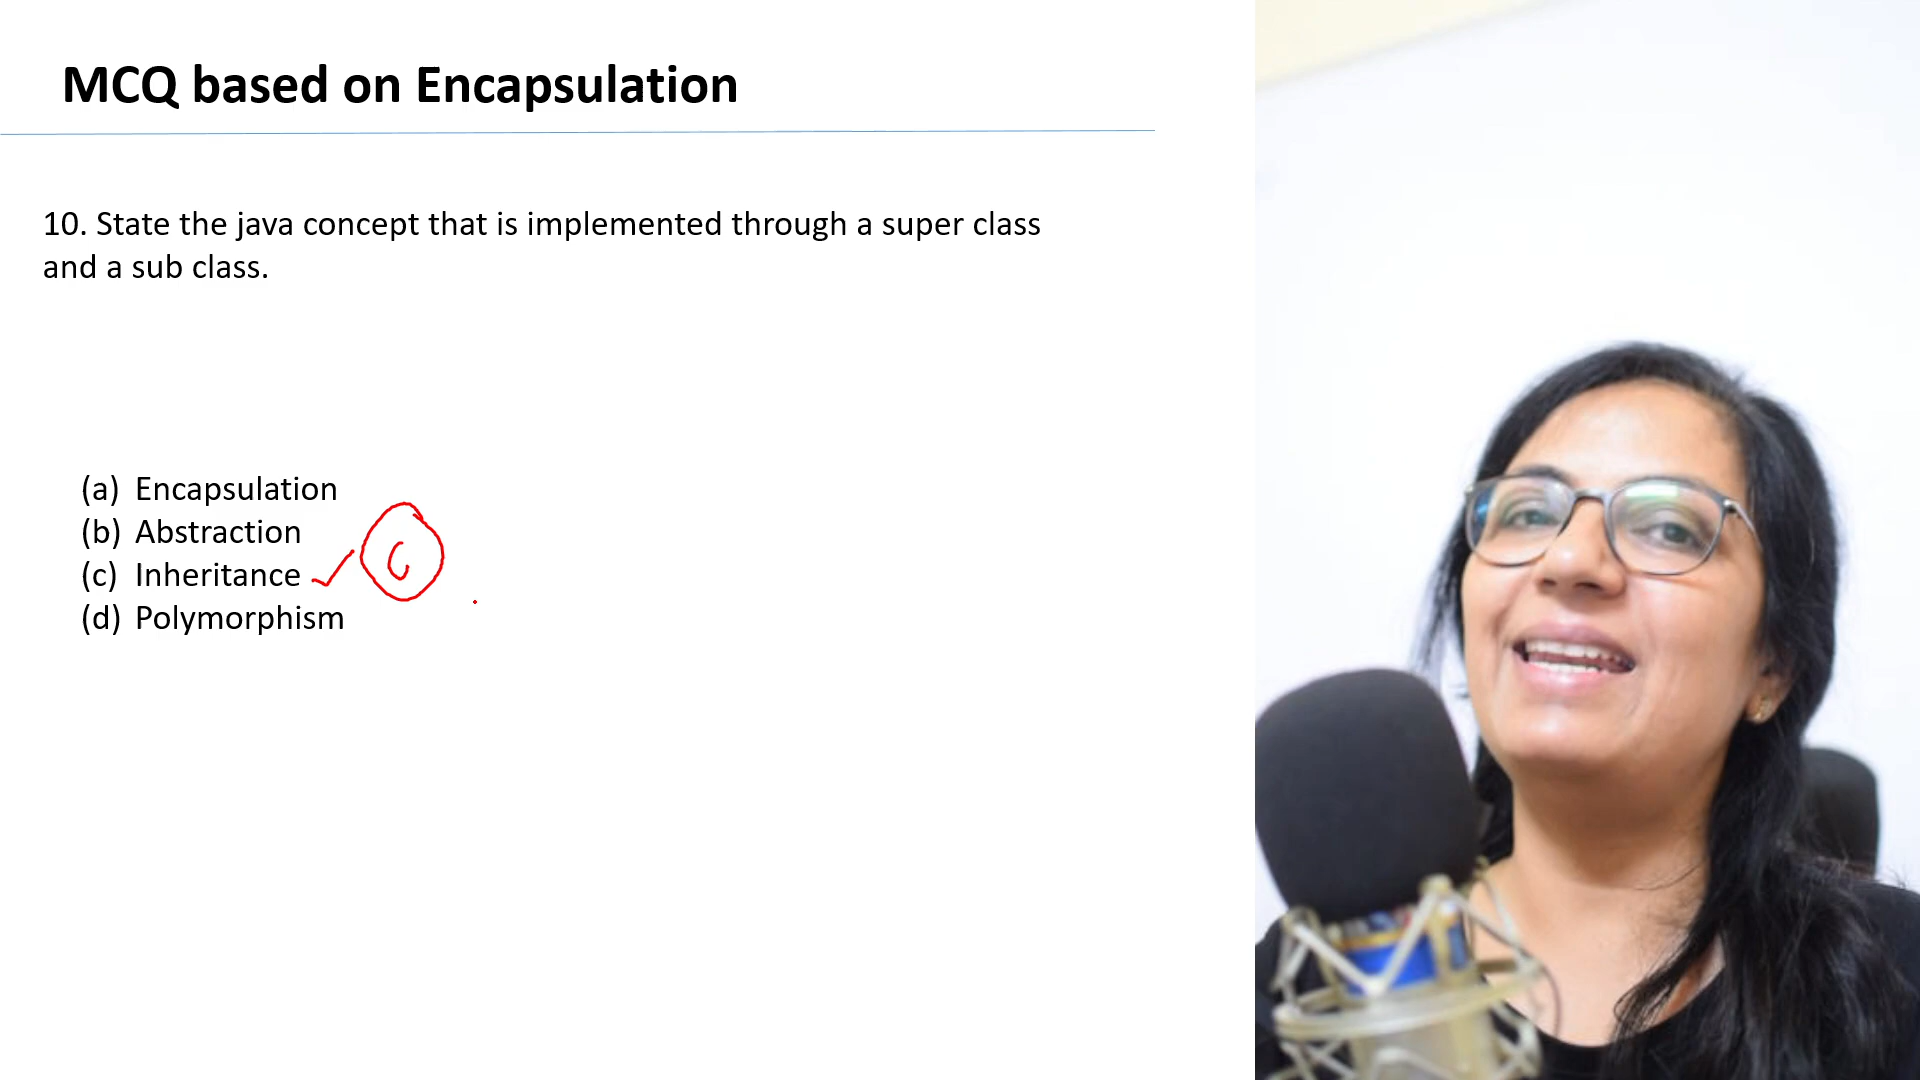 MCQ based on Encapsulation
10. State the java concept that is implemented through a super class
and a sub class.
(a) Encapsulation
(b) Abstraction
(c) Inheritance
(d) Polymorphism
C